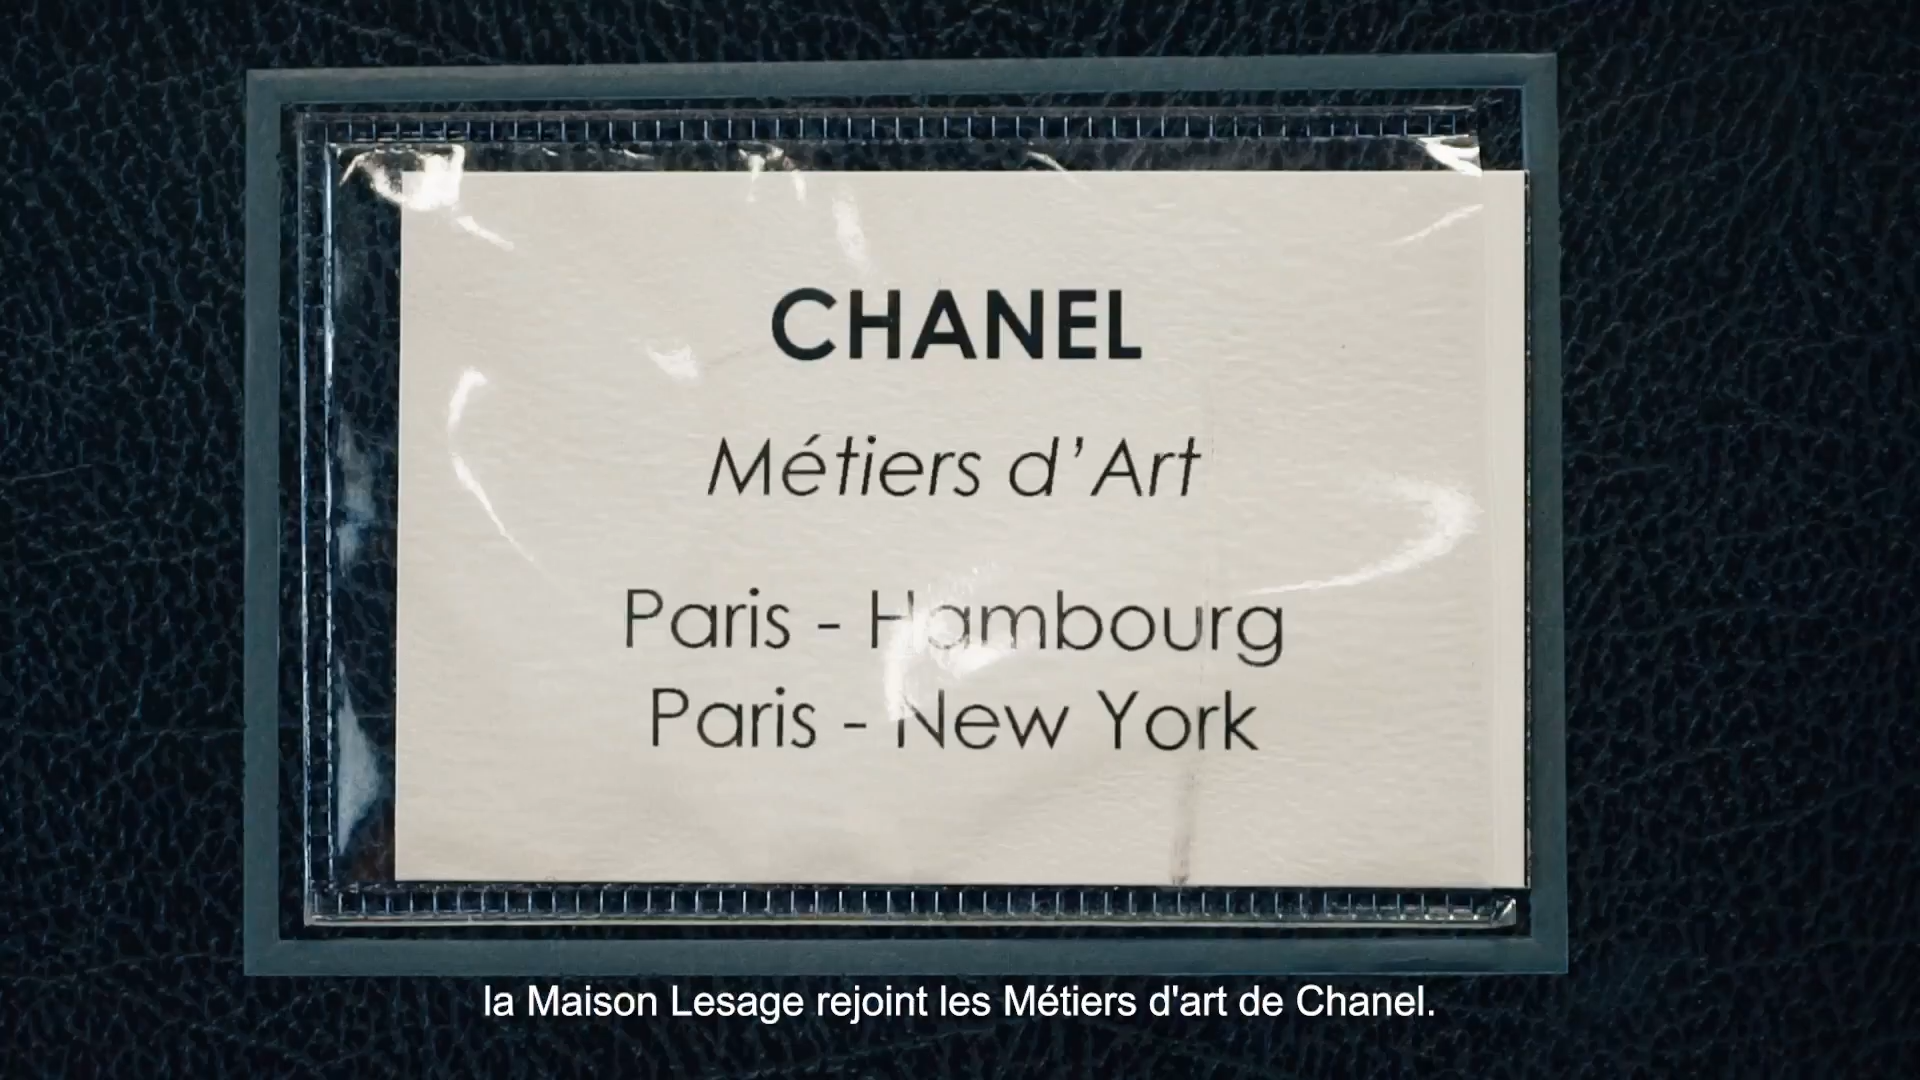 CHANEL
Métiers d’Art
Paris - Hambourg
Paris - New York
la Maison Lesage rejoint les Métiers d'art de Chanel.